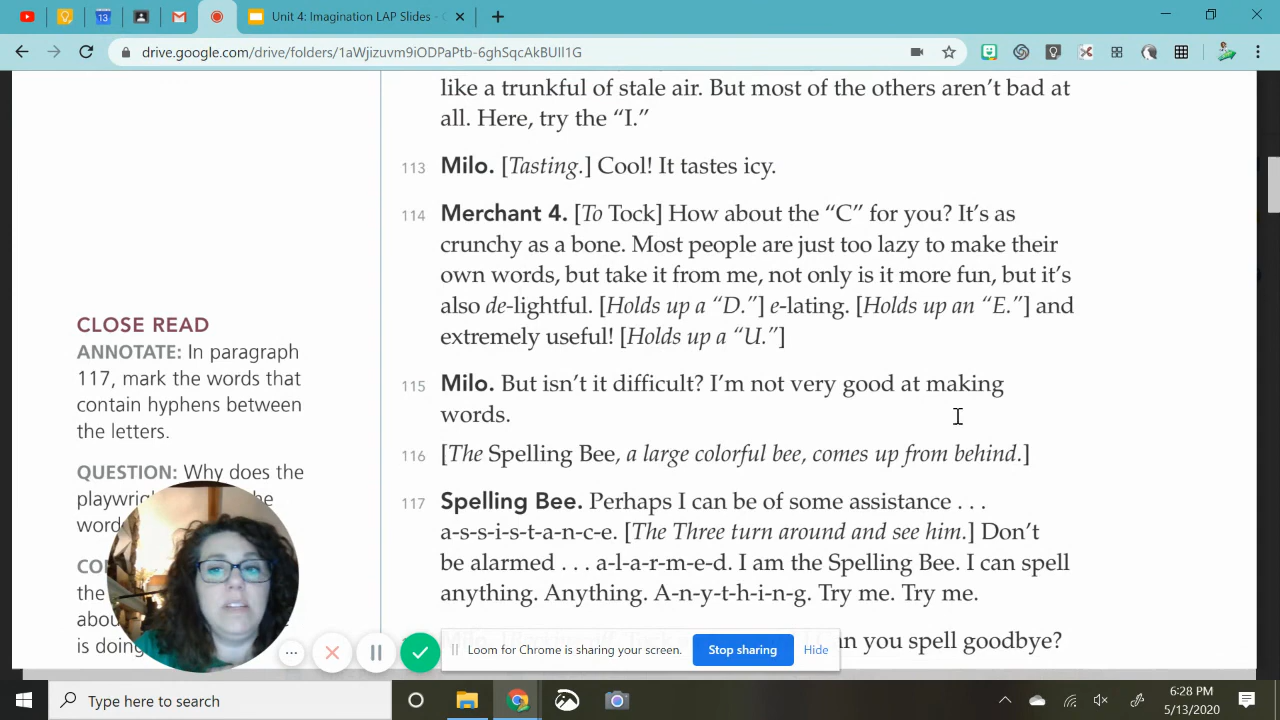 Unit 4: Imagination LAP Slides -
drive.google.com/drive/folders/1aWjizuvm9iODPaPtb-6ghSqcAkBUIl1G
like a trunkful of stale air. But most of the others aren't bad at
all. Here, try the “I.”
113 Milo. [Tasting.] Cool! It tastes icy.
114 Merchant 4. [To Tock] How about the “C” for you? It's as
crunchy as a bone. Most people are just too lazy to make their
own words, but take it from me, not only is it more fun, but it's
also de-lightful. [Holds up a “D.”] e-lating. [Holds up an “E.”] and
extremely useful! [Holds up a “U.”]
115 Milo. But isn't it difficult? I'm not very good at making
words.
116 [The Spelling Bee, a large colorful bee, comes up from behind.]
117 Spelling Bee. Perhaps I can be of some assistance . . .
a-s-s-i-s-t-a-n-c-e. [The Three turn around and see him.] Don't
be alarmed . . . a-l-a-r-m-e-d. I am the Spelling Bee. I can spell
anything. Anything. A-n-y-t-h-i-n-g. Try me. Try me.
you spell goodbye?
CLOSE READ
ANNOTATE: In paragraph
117, mark the words that
contain hyphens between
the letters.
QUESTION: Why does the
the
about
is doing
Loom for Chrome is sharing your screen. Stop sharing Hide
Type here to search
6:28 PM
5/13/2020